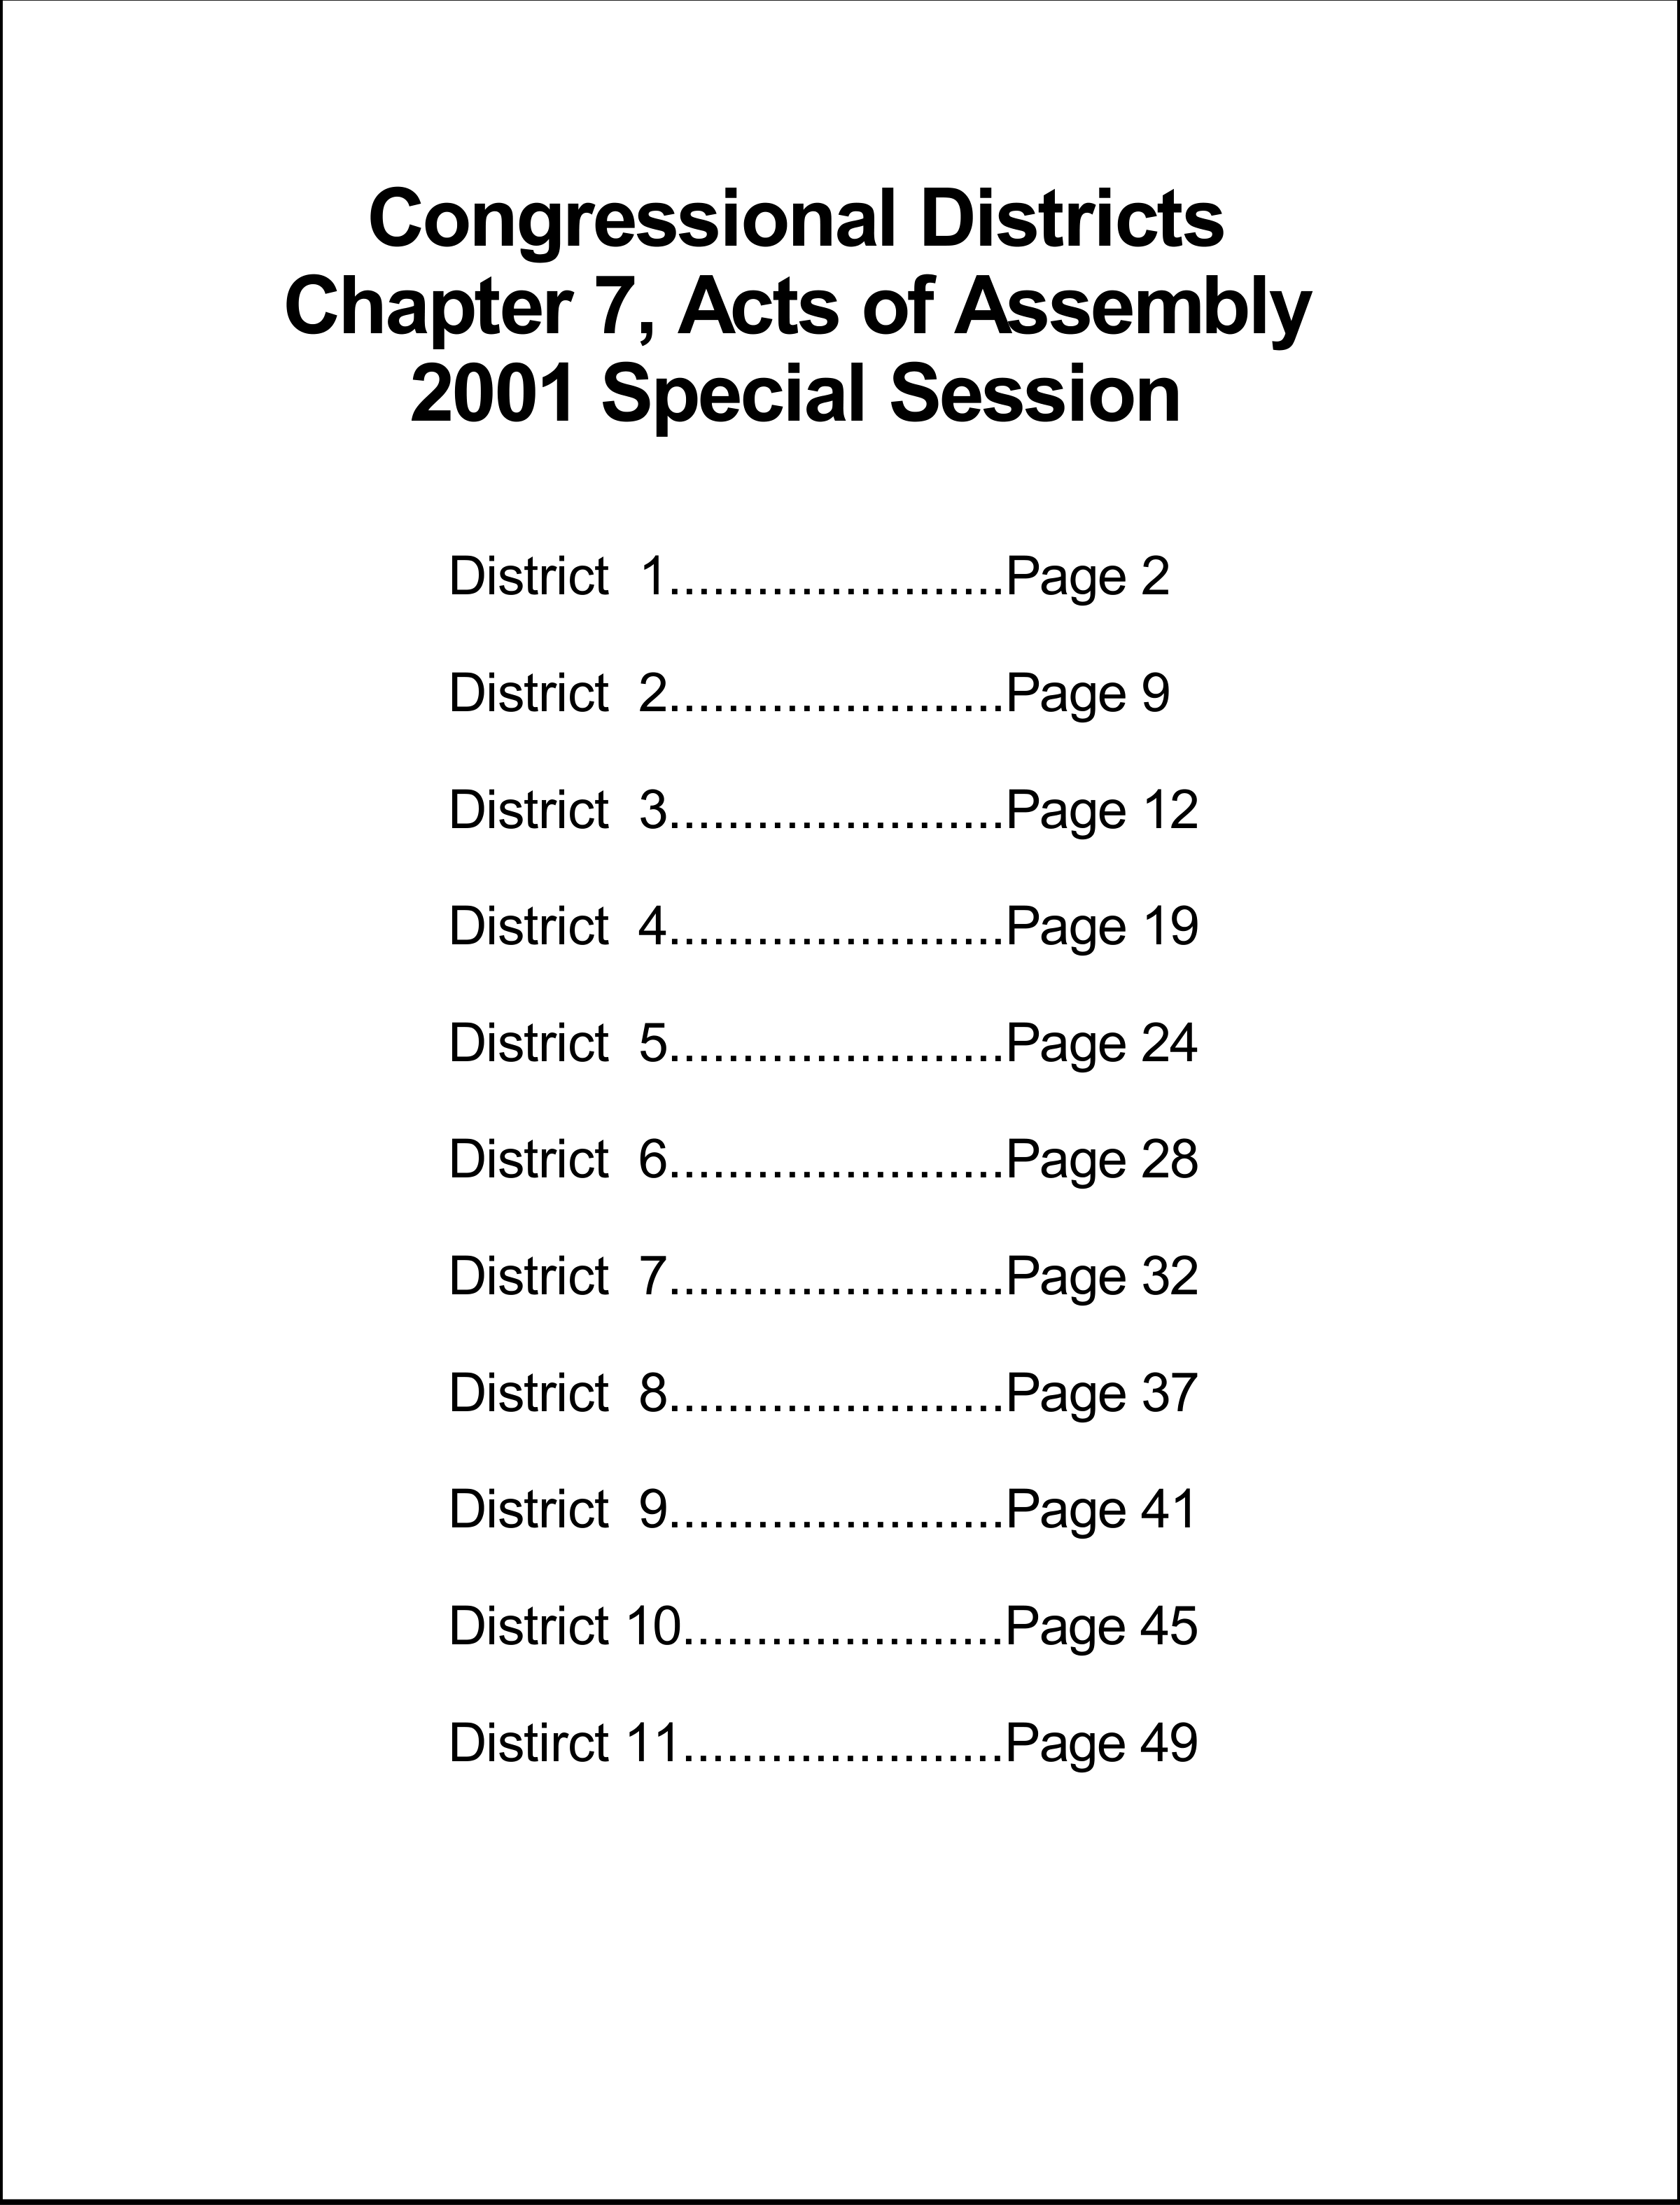 Congressional Districts
Chapter 7, Acts of Assembly
2001 Special Session
District  1.......................Page 2
District  2.......................Page 9
District  3.......................Page 12
District  4.......................Page 19
District  5.......................Page 24
District  6.......................Page 28
District  7.......................Page 32
District  8.......................Page 37
District  9.......................Page 41
District 10......................Page 45
Distirct 11......................Page 49